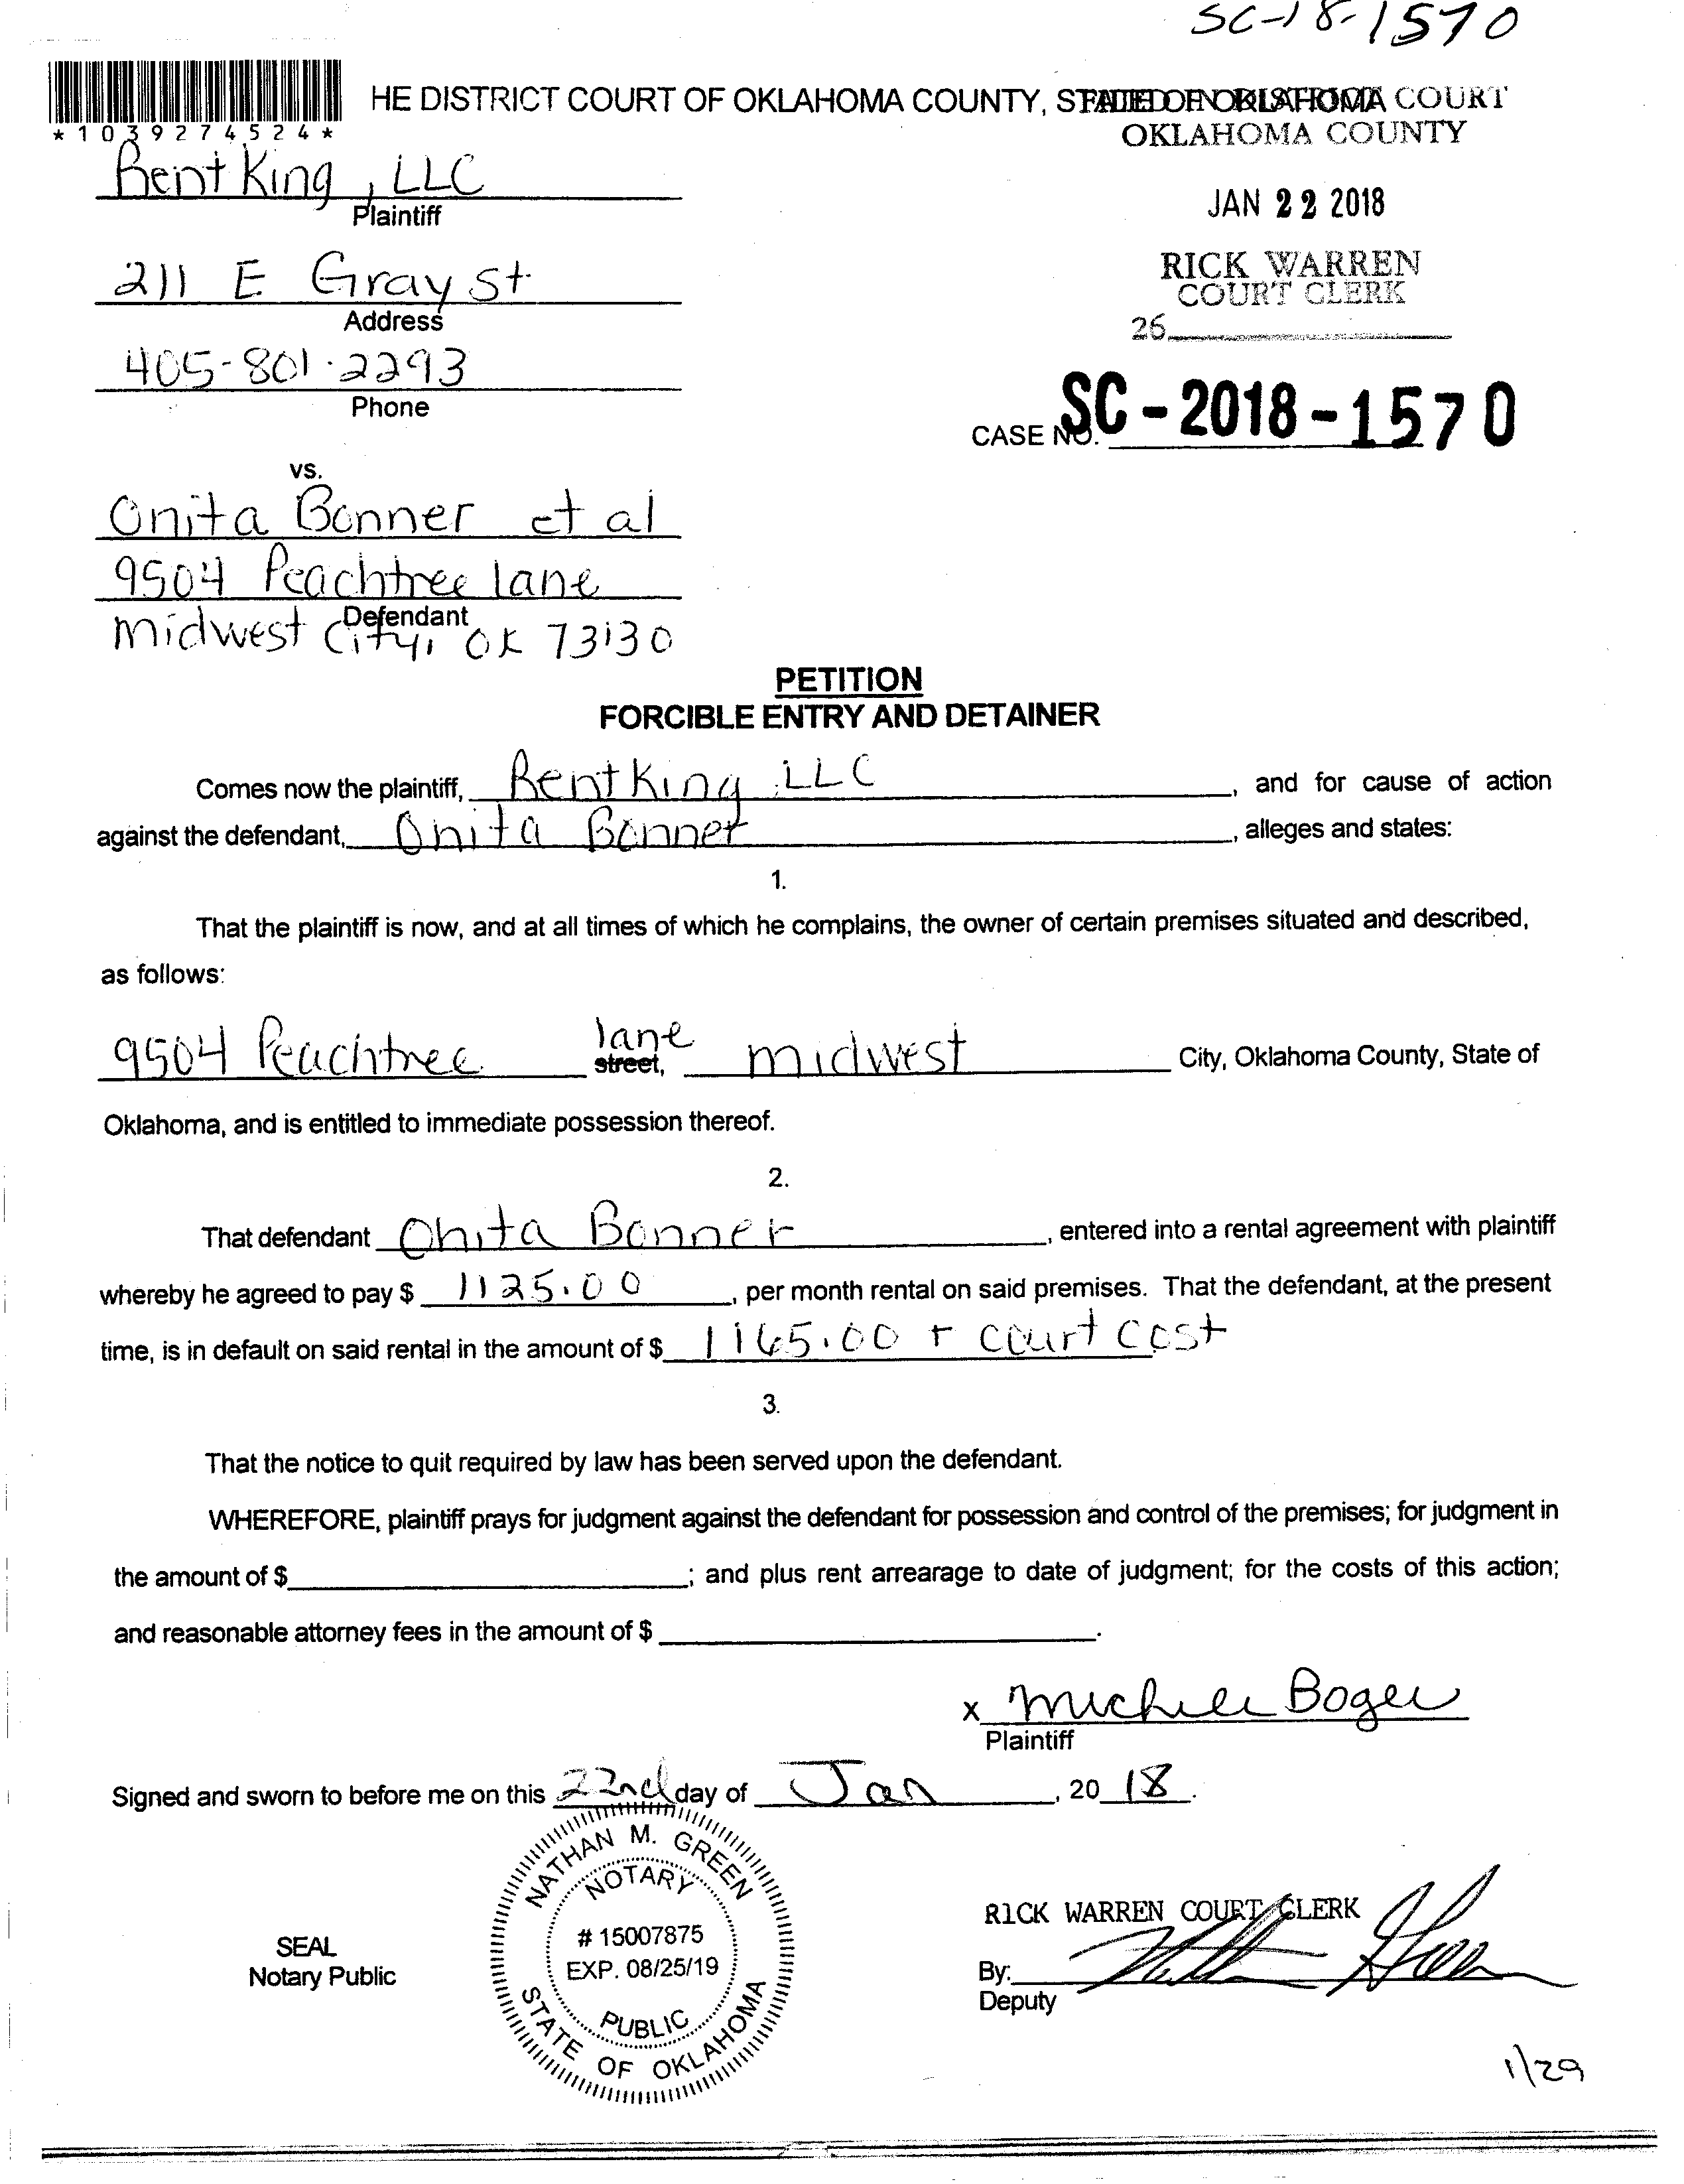 SC-18-1570
HE DISTRICT COURT OF OKLAHOMA COUNTY, STATE OF OKLAHOMA
FILED IN DISTRICT COURT
OKLAHOMA COUNTY
*1039274524*
Rent King, LLC
Plaintiff
JAN 22 2018
211 E Gray St
Address
RICK WARREN
COURT CLERK
26
405-801-2293
Phone
CASE NO. SC-2018-1570
vs.
Onita Bonner et al
9504 Peachtree lane
Defendant
Midwest City, OK 73130
PETITION
FORCIBLE ENTRY AND DETAINER
Comes now the plaintiff, Rent King, LLC, and for cause of action
against the defendant, Onita Bonner, alleges and states:
1.
That the plaintiff is now, and at all times of which he complains, the owner of certain premises situated and described,
as follows:
9504 Peachtree street, lane midwest City, Oklahoma County, State of
Oklahoma, and is entitled to immediate possession thereof.
2.
That defendant Onita Bonner, entered into a rental agreement with plaintiff
whereby he agreed to pay $ 1125.00, per month rental on said premises. That the defendant, at the present
time, is in default on said rental in the amount of $ 1165.00 + court cost
3.
That the notice to quit required by law has been served upon the defendant.
WHEREFORE, plaintiff prays for judgment against the defendant for possession and control of the premises; for judgment in
the amount of $ ; and plus rent arrearage to date of judgment; for the costs of this action;
and reasonable attorney fees in the amount of $ .
x Michele Boger
Plaintiff
Signed and sworn to before me on this 22nd day of Jan, 20 18.
NATHAN M. GREEN
NOTARY
# 15007875
EXP. 08/25/19
PUBLIC
STATE OF OKLAHOMA
SEAL
Notary Public
RICK WARREN COURT CLERK
By:
Deputy
1/29